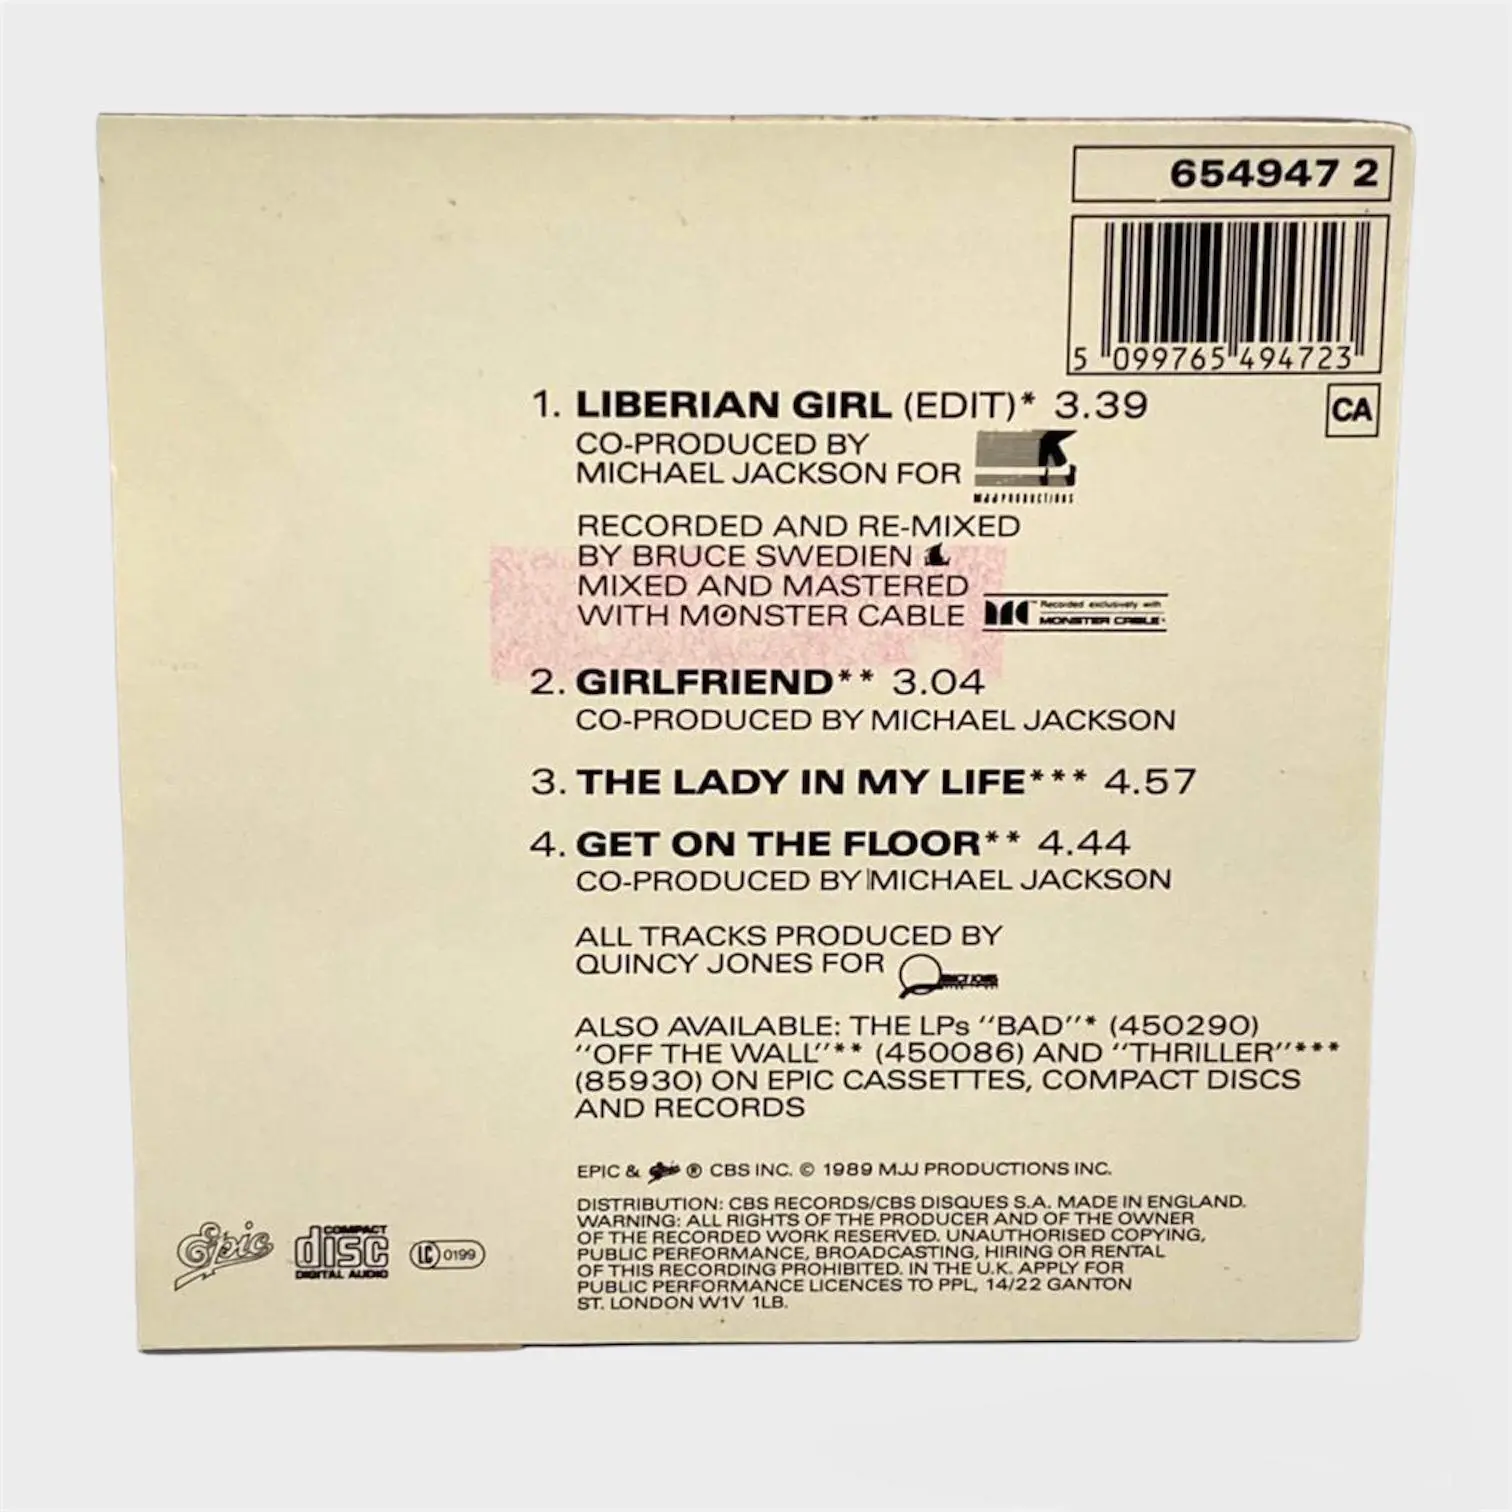 654947 2
5 099765 494723
CA
1. LIBERIAN GIRL (EDIT)* 3.39
CO-PRODUCED BY
MICHAEL JACKSON FOR
MJJ PRODUCTIONS
RECORDED AND RE-MIXED
BY BRUCE SWEDIEN
MIXED AND MASTERED
WITH MONSTER CABLE
Recorded exclusively with
MONSTER CABLE
2. GIRLFRIEND** 3.04
CO-PRODUCED BY MICHAEL JACKSON
3. THE LADY IN MY LIFE*** 4.57
4. GET ON THE FLOOR** 4.44
CO-PRODUCED BY MICHAEL JACKSON
ALL TRACKS PRODUCED BY
QUINCY JONES FOR
ALSO AVAILABLE: THE LPs "BAD"* (450290)
"OFF THE WALL"** (450086) AND "THRILLER"***
(85930) ON EPIC CASSETTES, COMPACT DISCS
AND RECORDS
EPIC & ® CBS INC. © 1989 MJJ PRODUCTIONS INC.
DISTRIBUTION: CBS RECORDS/CBS DISQUES S.A. MADE IN ENGLAND.
WARNING: ALL RIGHTS OF THE PRODUCER AND OF THE OWNER
OF THE RECORDED WORK RESERVED. UNAUTHORISED COPYING,
PUBLIC PERFORMANCE, BROADCASTING, HIRING OR RENTAL
OF THIS RECORDING PROHIBITED. IN THE U.K. APPLY FOR
PUBLIC PERFORMANCE LICENCES TO PPL, 14/22 GANTON
ST. LONDON W1V 1LB.
Epic
COMPACT
disc
DIGITAL AUDIO
LC 0199